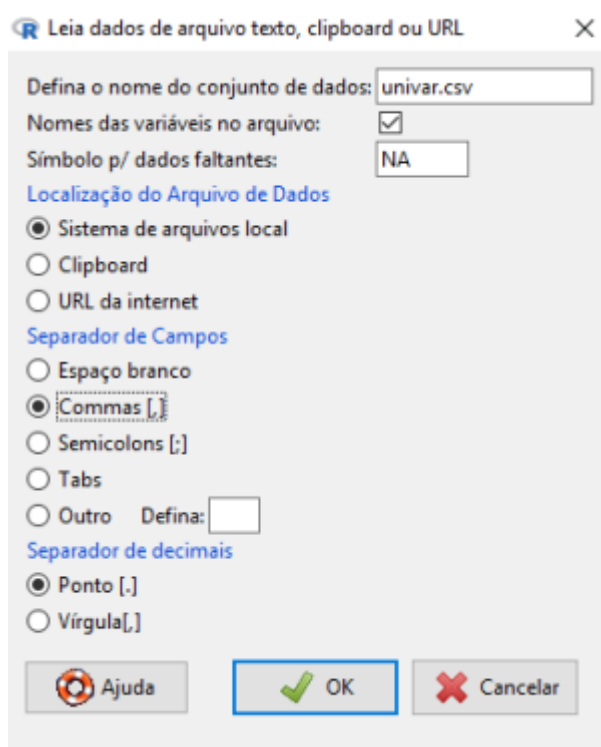 Leia dados de arquivo texto, clipboard ou URL
Defina o nome do conjunto de dados: univar.csv
Nomes das variáveis no arquivo:
Símbolo p/ dados faltantes: NA
Localização do Arquivo de Dados
Sistema de arquivos local
Clipboard
URL da internet
Separador de Campos
Espaço branco
Commas [,]
Semicolons [;]
Tabs
Outro Defina:
Separador de decimais
Ponto [.]
Vírgula[,]
Ajuda OK Cancelar